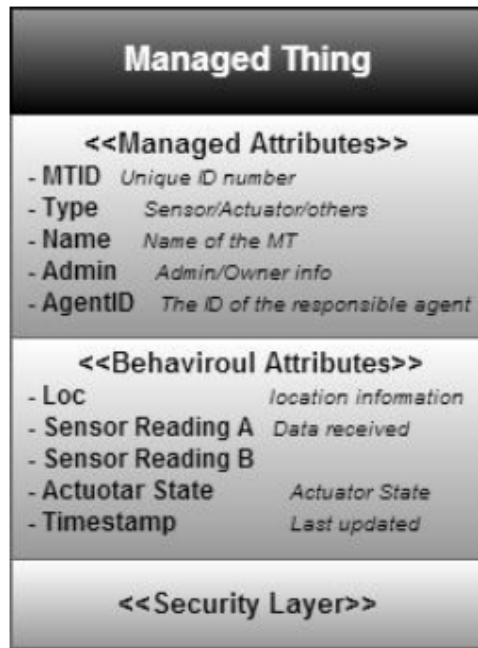 Managed Thing
<<Managed Attributes>>
- MTID Unique ID number
- Type Sensor/Actuator/others
- Name Name of the MT
- Admin Admin/Owner info
- AgentID The ID of the responsible agent
<<Behaviroul Attributes>>
- Loc location information
- Sensor Reading A Data received
- Sensor Reading B
- Actuotar State Actuator State
- Timestamp Last updated
<<Security Layer>>